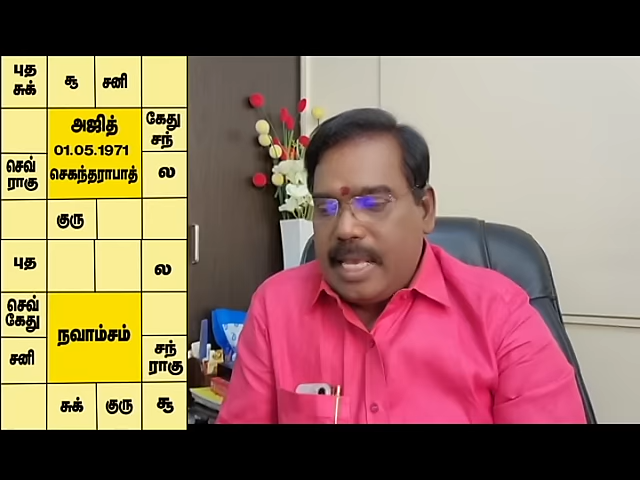 புத
சுக்
சூ
சனி
கேது
சந்
அஜித்
01.05.1971
செகந்தராபாத்
செவ்
ராகு
ல
குரு
புத
ல
செவ்
கேது
நவாம்சம்
சனி
சந்
ராகு
சுக்
குரு
சூ